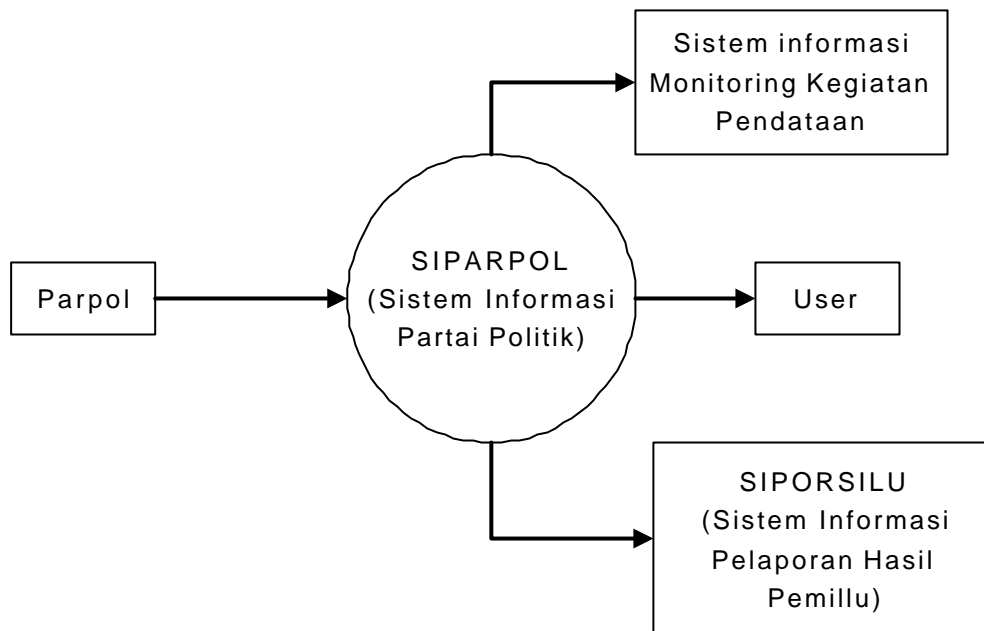 Sistem informasi
Monitoring Kegiatan
Pendataan
Parpol
SIPARPOL
(Sistem Informasi
Partai Politik)
User
SIPORSILU
(Sistem Informasi
Pelaporan Hasil
Pemillu)